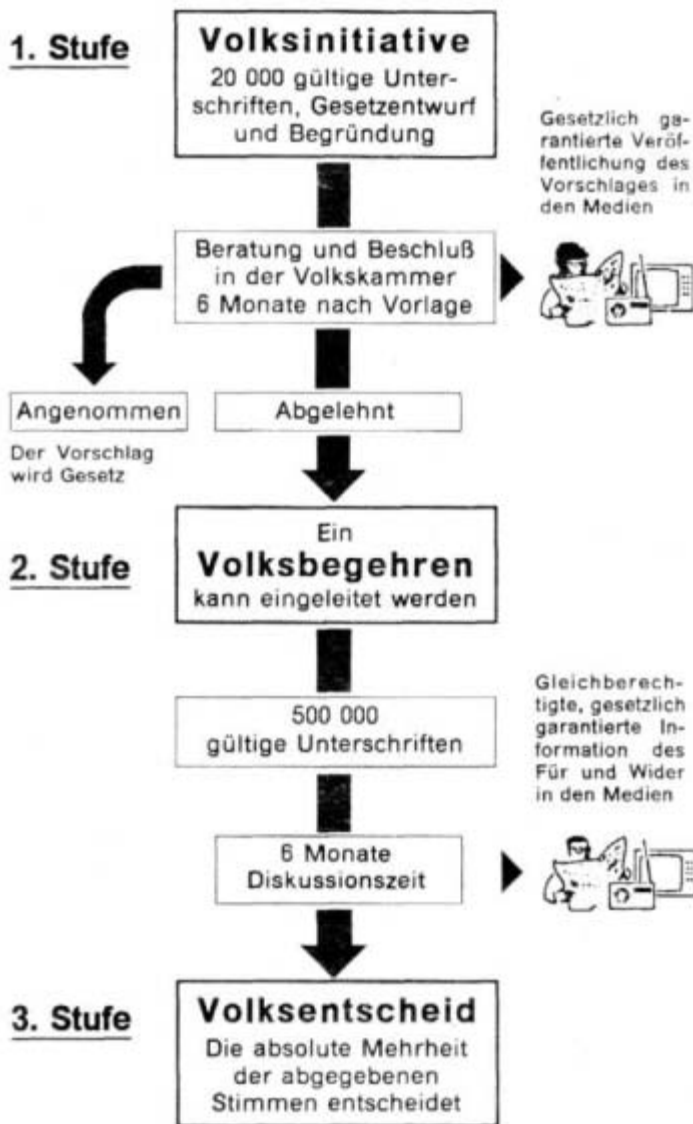 1. Stufe
Volksinitiative
20 000 gültige Unter-
schriften, Gesetzentwurf
und Begründung
Gesetzlich ga-
rantierte Veröf-
fentlichung des
Vorschlages in
den Medien
Beratung und Beschluß
in der Volkskammer
6 Monate nach Vorlage
Angenommen
Abgelehnt
Der Vorschlag
wird Gesetz
2. Stufe
Ein
Volksbegehren
kann eingeleitet werden
500 000
gültige Unterschriften
Gleichberech-
tigte, gesetzlich
garantierte In-
formation des
Für und Wider
in den Medien
6 Monate
Diskussionszeit
3. Stufe
Volksentscheid
Die absolute Mehrheit
der abgegebenen
Stimmen entscheidet